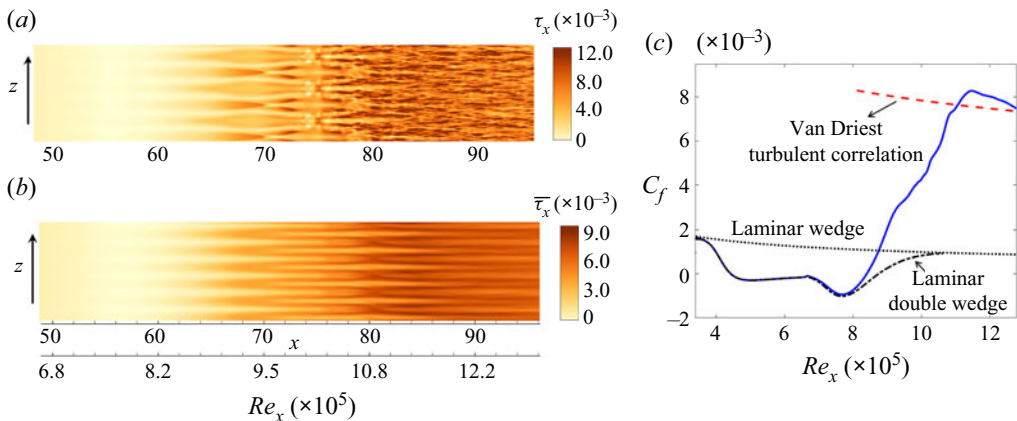 (a)
τx (×10−3)
12.0
8.0
4.0
0
z
50 60 70 80 90
(b)
τx (×10−3)
9.0
6.0
3.0
0
z
50 60 70 x 80 90
6.8 8.2 9.5 10.8 12.2
Rex (×105)
(c) (×10−3)
8
6
4
2
0
−2
Cf
Van Driest
turbulent correlation
Laminar wedge
Laminar
double wedge
4 6 8 10 12
Rex (×105)